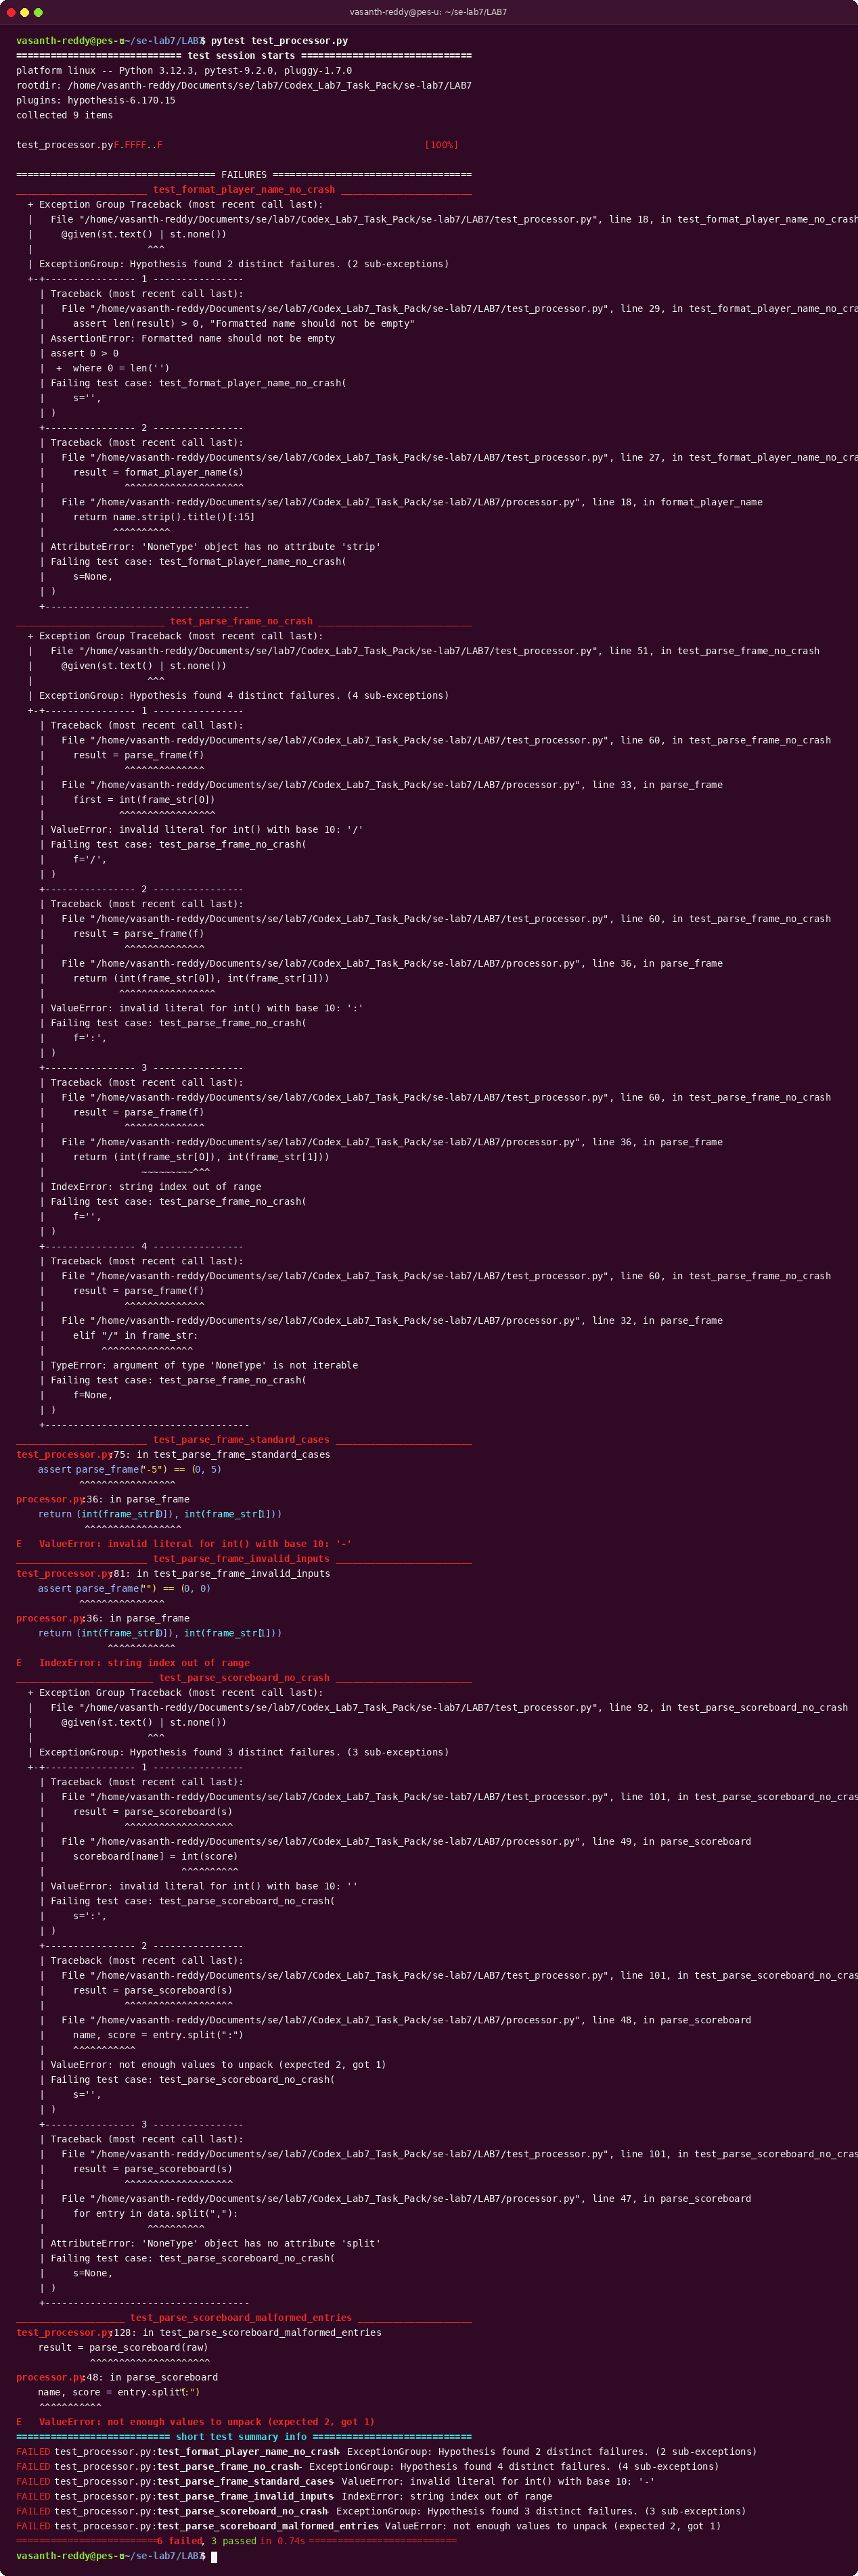 vasanth-reddy@pes-u: ~/se-lab7/LAB7
vasanth-reddy@pes-u:~/se-lab7/LAB7$ pytest test_processor.py
============================= test session starts ==============================
platform linux -- Python 3.12.3, pytest-9.2.0, pluggy-1.7.0
rootdir: /home/vasanth-reddy/Documents/se/lab7/Codex_Lab7_Task_Pack/se-lab7/LAB7
plugins: hypothesis-6.170.15
collected 9 items
test_processor.py F.FFFF..F [100%]
=================================== FAILURES ===================================
_______________________ test_format_player_name_no_crash _______________________
+ Exception Group Traceback (most recent call last):
|   File "/home/vasanth-reddy/Documents/se/lab7/Codex_Lab7_Task_Pack/se-lab7/LAB7/test_processor.py", line 18, in test_format_player_name_no_crash
|     @given(st.text() | st.none())
|                    ^^^
| ExceptionGroup: Hypothesis found 2 distinct failures. (2 sub-exceptions)
+-+---------------- 1 ----------------
| Traceback (most recent call last):
|   File "/home/vasanth-reddy/Documents/se/lab7/Codex_Lab7_Task_Pack/se-lab7/LAB7/test_processor.py", line 29, in test_format_player_name_no_cra
|     assert len(result) > 0, "Formatted name should not be empty"
| AssertionError: Formatted name should not be empty
| assert 0 > 0
|  +  where 0 = len('')
| Failing test case: test_format_player_name_no_crash(
|     s='',
| )
+---------------- 2 ----------------
| Traceback (most recent call last):
|   File "/home/vasanth-reddy/Documents/se/lab7/Codex_Lab7_Task_Pack/se-lab7/LAB7/test_processor.py", line 27, in test_format_player_name_no_cra
|     result = format_player_name(s)
|              ^^^^^^^^^^^^^^^^^^^^^
|   File "/home/vasanth-reddy/Documents/se/lab7/Codex_Lab7_Task_Pack/se-lab7/LAB7/processor.py", line 18, in format_player_name
|     return name.strip().title()[:15]
|            ^^^^^^^^^^
| AttributeError: 'NoneType' object has no attribute 'strip'
| Failing test case: test_format_player_name_no_crash(
|     s=None,
| )
+------------------------------------
__________________________ test_parse_frame_no_crash ___________________________
+ Exception Group Traceback (most recent call last):
|   File "/home/vasanth-reddy/Documents/se/lab7/Codex_Lab7_Task_Pack/se-lab7/LAB7/test_processor.py", line 51, in test_parse_frame_no_crash
|     @given(st.text() | st.none())
|                    ^^^
| ExceptionGroup: Hypothesis found 4 distinct failures. (4 sub-exceptions)
+-+---------------- 1 ----------------
| Traceback (most recent call last):
|   File "/home/vasanth-reddy/Documents/se/lab7/Codex_Lab7_Task_Pack/se-lab7/LAB7/test_processor.py", line 60, in test_parse_frame_no_crash
|     result = parse_frame(f)
|              ^^^^^^^^^^^^^^
|   File "/home/vasanth-reddy/Documents/se/lab7/Codex_Lab7_Task_Pack/se-lab7/LAB7/processor.py", line 33, in parse_frame
|     first = int(frame_str[0])
|             ^^^^^^^^^^^^^^^^^
| ValueError: invalid literal for int() with base 10: '/'
| Failing test case: test_parse_frame_no_crash(
|     f='/',
| )
+---------------- 2 ----------------
| Traceback (most recent call last):
|   File "/home/vasanth-reddy/Documents/se/lab7/Codex_Lab7_Task_Pack/se-lab7/LAB7/test_processor.py", line 60, in test_parse_frame_no_crash
|     result = parse_frame(f)
|              ^^^^^^^^^^^^^^
|   File "/home/vasanth-reddy/Documents/se/lab7/Codex_Lab7_Task_Pack/se-lab7/LAB7/processor.py", line 36, in parse_frame
|     return (int(frame_str[0]), int(frame_str[1]))
|             ^^^^^^^^^^^^^^^^^
| ValueError: invalid literal for int() with base 10: ':'
| Failing test case: test_parse_frame_no_crash(
|     f=':',
| )
+---------------- 3 ----------------
| Traceback (most recent call last):
|   File "/home/vasanth-reddy/Documents/se/lab7/Codex_Lab7_Task_Pack/se-lab7/LAB7/test_processor.py", line 60, in test_parse_frame_no_crash
|     result = parse_frame(f)
|              ^^^^^^^^^^^^^^
|   File "/home/vasanth-reddy/Documents/se/lab7/Codex_Lab7_Task_Pack/se-lab7/LAB7/processor.py", line 36, in parse_frame
|     return (int(frame_str[0]), int(frame_str[1]))
|                 ~~~~~~~~~^^^
| IndexError: string index out of range
| Failing test case: test_parse_frame_no_crash(
|     f='',
| )
+---------------- 4 ----------------
| Traceback (most recent call last):
|   File "/home/vasanth-reddy/Documents/se/lab7/Codex_Lab7_Task_Pack/se-lab7/LAB7/test_processor.py", line 60, in test_parse_frame_no_crash
|     result = parse_frame(f)
|              ^^^^^^^^^^^^^^
|   File "/home/vasanth-reddy/Documents/se/lab7/Codex_Lab7_Task_Pack/se-lab7/LAB7/processor.py", line 32, in parse_frame
|     elif "/" in frame_str:
|          ^^^^^^^^^^^^^^^^
| TypeError: argument of type 'NoneType' is not iterable
| Failing test case: test_parse_frame_no_crash(
|     f=None,
| )
+------------------------------------
_______________________ test_parse_frame_standard_cases ________________________
test_processor.py:75: in test_parse_frame_standard_cases
assert parse_frame("-5") == (0, 5)
^^^^^^^^^^^^^^^^^
processor.py:36: in parse_frame
return (int(frame_str[0]), int(frame_str[1]))
^^^^^^^^^^^^^^^^^
E   ValueError: invalid literal for int() with base 10: '-'
_______________________ test_parse_frame_invalid_inputs ________________________
test_processor.py:81: in test_parse_frame_invalid_inputs
assert parse_frame("") == (0, 0)
^^^^^^^^^^^^^^^
processor.py:36: in parse_frame
return (int(frame_str[0]), int(frame_str[1]))
^^^^^^^^^^^^
E   IndexError: string index out of range
________________________ test_parse_scoreboard_no_crash ________________________
+ Exception Group Traceback (most recent call last):
|   File "/home/vasanth-reddy/Documents/se/lab7/Codex_Lab7_Task_Pack/se-lab7/LAB7/test_processor.py", line 92, in test_parse_scoreboard_no_crash
|     @given(st.text() | st.none())
|                    ^^^
| ExceptionGroup: Hypothesis found 3 distinct failures. (3 sub-exceptions)
+-+---------------- 1 ----------------
| Traceback (most recent call last):
|   File "/home/vasanth-reddy/Documents/se/lab7/Codex_Lab7_Task_Pack/se-lab7/LAB7/test_processor.py", line 101, in test_parse_scoreboard_no_cras
|     result = parse_scoreboard(s)
|              ^^^^^^^^^^^^^^^^^^^
|   File "/home/vasanth-reddy/Documents/se/lab7/Codex_Lab7_Task_Pack/se-lab7/LAB7/processor.py", line 49, in parse_scoreboard
|     scoreboard[name] = int(score)
|                        ^^^^^^^^^^
| ValueError: invalid literal for int() with base 10: ''
| Failing test case: test_parse_scoreboard_no_crash(
|     s=':',
| )
+---------------- 2 ----------------
| Traceback (most recent call last):
|   File "/home/vasanth-reddy/Documents/se/lab7/Codex_Lab7_Task_Pack/se-lab7/LAB7/test_processor.py", line 101, in test_parse_scoreboard_no_cras
|     result = parse_scoreboard(s)
|              ^^^^^^^^^^^^^^^^^^^
|   File "/home/vasanth-reddy/Documents/se/lab7/Codex_Lab7_Task_Pack/se-lab7/LAB7/processor.py", line 48, in parse_scoreboard
|     name, score = entry.split(":")
|     ^^^^^^^^^^^
| ValueError: not enough values to unpack (expected 2, got 1)
| Failing test case: test_parse_scoreboard_no_crash(
|     s='',
| )
+---------------- 3 ----------------
| Traceback (most recent call last):
|   File "/home/vasanth-reddy/Documents/se/lab7/Codex_Lab7_Task_Pack/se-lab7/LAB7/test_processor.py", line 101, in test_parse_scoreboard_no_cras
|     result = parse_scoreboard(s)
|              ^^^^^^^^^^^^^^^^^^^
|   File "/home/vasanth-reddy/Documents/se/lab7/Codex_Lab7_Task_Pack/se-lab7/LAB7/processor.py", line 47, in parse_scoreboard
|     for entry in data.split(","):
|                  ^^^^^^^^^^
| AttributeError: 'NoneType' object has no attribute 'split'
| Failing test case: test_parse_scoreboard_no_crash(
|     s=None,
| )
+------------------------------------
___________________ test_parse_scoreboard_malformed_entries ____________________
test_processor.py:128: in test_parse_scoreboard_malformed_entries
result = parse_scoreboard(raw)
^^^^^^^^^^^^^^^^^^^^^
processor.py:48: in parse_scoreboard
name, score = entry.split(":")
^^^^^^^^^^^
E   ValueError: not enough values to unpack (expected 2, got 1)
=========================== short test summary info ============================
FAILED test_processor.py::test_format_player_name_no_crash - ExceptionGroup: Hypothesis found 2 distinct failures. (2 sub-exceptions)
FAILED test_processor.py::test_parse_frame_no_crash - ExceptionGroup: Hypothesis found 4 distinct failures. (4 sub-exceptions)
FAILED test_processor.py::test_parse_frame_standard_cases - ValueError: invalid literal for int() with base 10: '-'
FAILED test_processor.py::test_parse_frame_invalid_inputs - IndexError: string index out of range
FAILED test_processor.py::test_parse_scoreboard_no_crash - ExceptionGroup: Hypothesis found 3 distinct failures. (3 sub-exceptions)
FAILED test_processor.py::test_parse_scoreboard_malformed_entries - ValueError: not enough values to unpack (expected 2, got 1)
========================= 6 failed, 3 passed in 0.74s ==========================
vasanth-reddy@pes-u:~/se-lab7/LAB7$